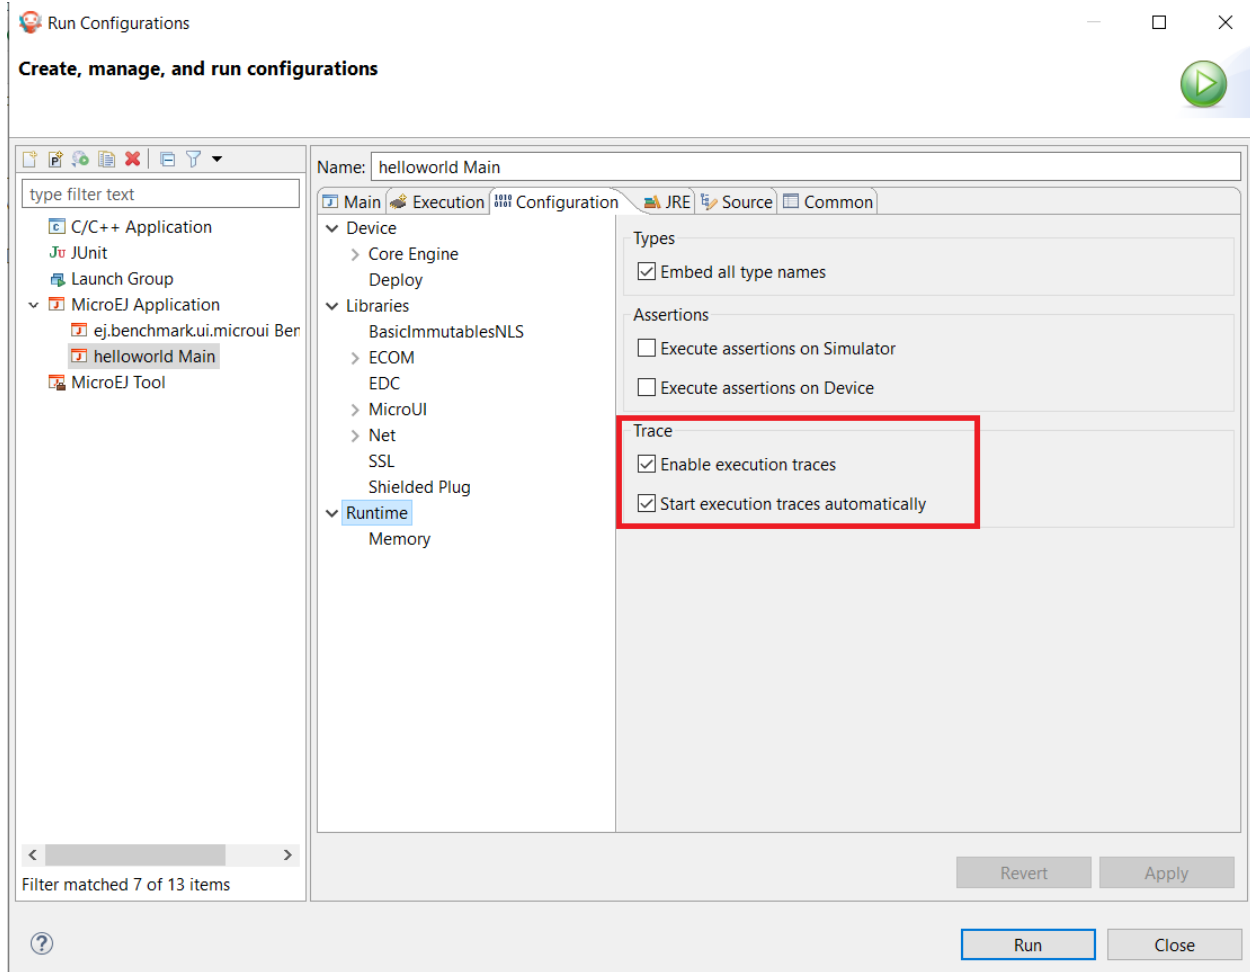 Run Configurations
Create, manage, and run configurations
type filter text
C/C++ Application
JUnit
Launch Group
MicroEJ Application
ej.benchmark.ui.microui Ben
helloworld Main
MicroEJ Tool
Filter matched 7 of 13 items
Name: helloworld Main
Main Execution Configuration JRE Source Common
Device
Core Engine
Deploy
Libraries
BasicImmutablesNLS
ECOM
EDC
MicroUI
Net
SSL
Shielded Plug
Runtime
Memory
Types
Embed all type names
Assertions
Execute assertions on Simulator
Execute assertions on Device
Trace
Enable execution traces
Start execution traces automatically
Revert Apply
Run Close